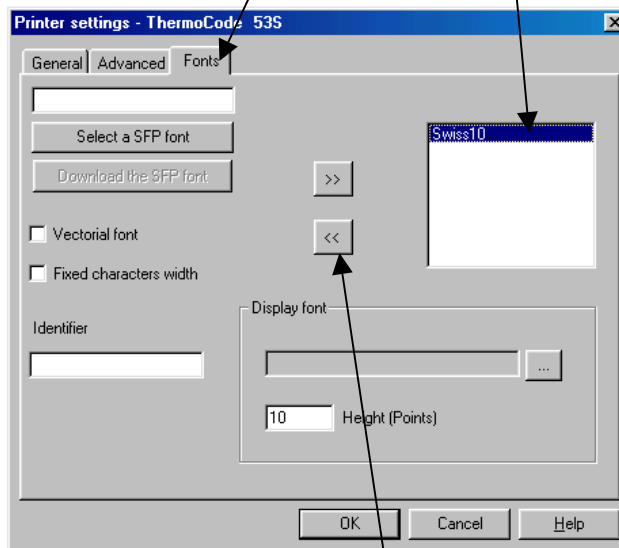 Printer settings - ThermoCode 53S
General Advanced Fonts
Select a SFP font
Swiss10
Download the SFP font
>>
Vectorial font
<<
Fixed characters width
Display font
Identifier
...
10 Height (Points)
OK Cancel Help